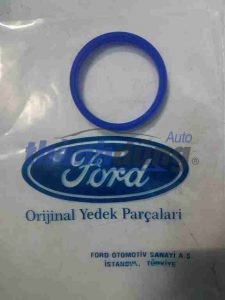 Auto
Ford
Orijinal Yedek Parçalari
FORD OTOMOTİV SANAYİ A.Ş.
İSTANBUL, TÜRKİYE